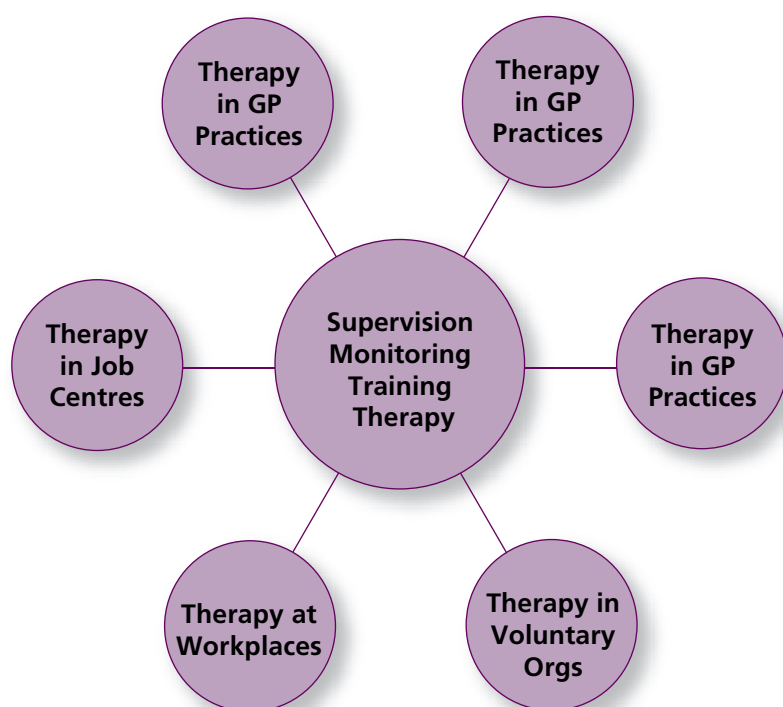 Therapy
in GP
Practices
Therapy
in GP
Practices
Therapy
in Job
Centres
Supervision
Monitoring
Training
Therapy
Therapy
in GP
Practices
Therapy at
Workplaces
Therapy in
Voluntary
Orgs